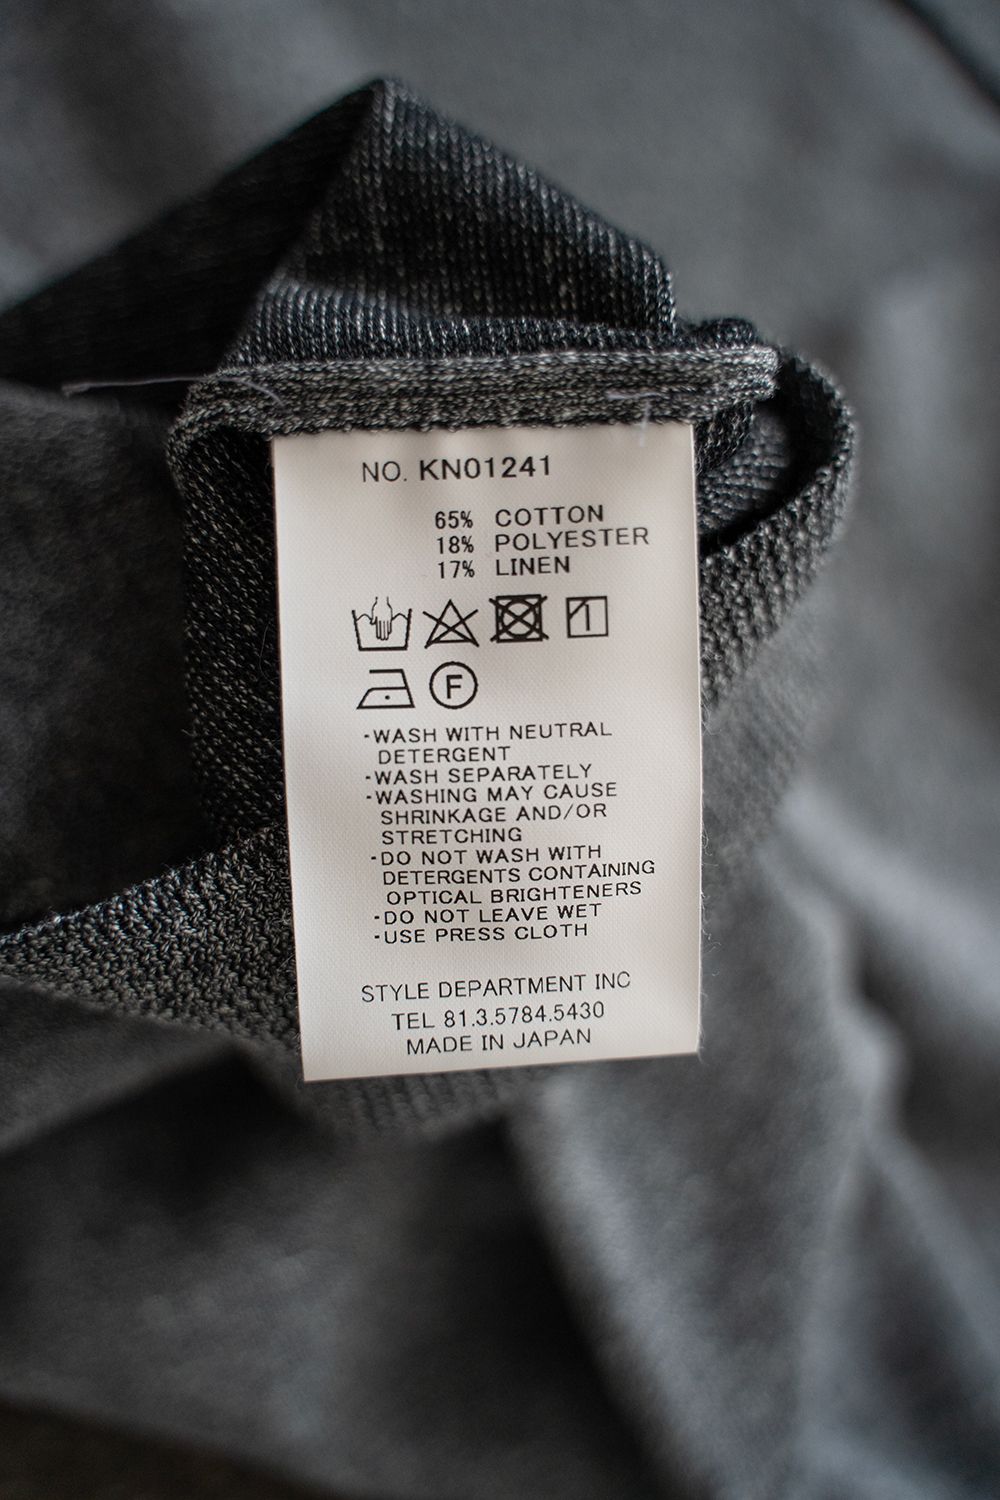 NO. KN01241
65% COTTON
18% POLYESTER
17% LINEN
F
-WASH WITH NEUTRAL
DETERGENT
-WASH SEPARATELY
-WASHING MAY CAUSE
SHRINKAGE AND/OR
STRETCHING
-DO NOT WASH WITH
DETERGENTS CONTAINING
OPTICAL BRIGHTENERS
-DO NOT LEAVE WET
-USE PRESS CLOTH
STYLE DEPARTMENT INC
TEL 81.3.5784.5430
MADE IN JAPAN